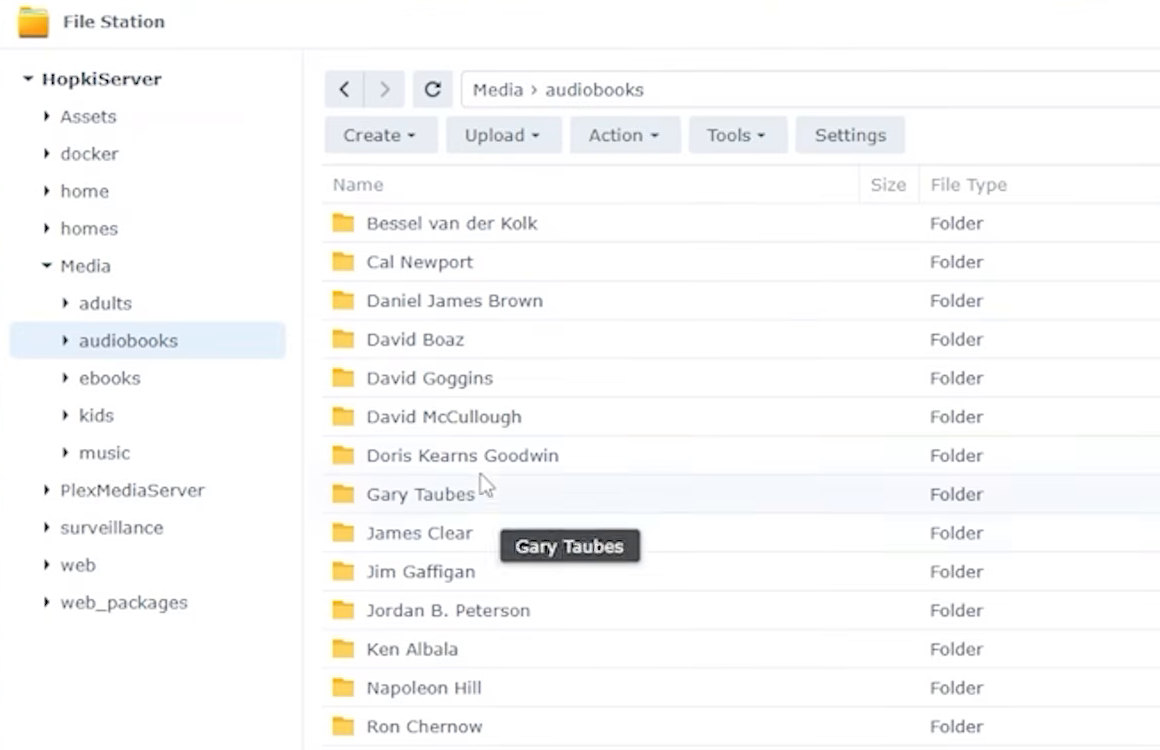 File Station
HopkiServer
Assets
docker
home
homes
Media
adults
audiobooks
ebooks
kids
music
PlexMediaServer
surveillance
web
web_packages
Media › audiobooks
Create Upload Action Tools Settings
Name Size File Type
Bessel van der Kolk Folder
Cal Newport Folder
Daniel James Brown Folder
David Boaz Folder
David Goggins Folder
David McCullough Folder
Doris Kearns Goodwin Folder
Gary Taubes Folder
James Clear Folder
Gary Taubes
Jim Gaffigan Folder
Jordan B. Peterson Folder
Ken Albala Folder
Napoleon Hill Folder
Ron Chernow Folder